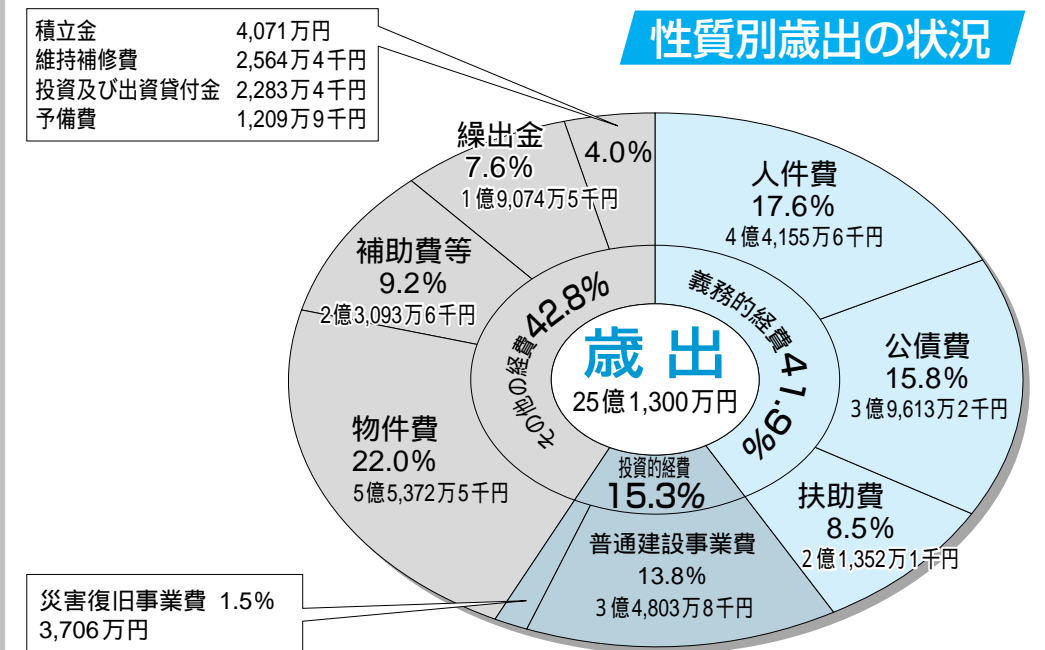 性質別歳出の状況
積立金 4,071万円
維持補修費 2,564万4千円
投資及び出資貸付金 2,283万4千円
予備費 1,209万9千円
4.0%
繰出金
7.6%
1億9,074万5千円
補助費等
9.2%
2億3,093万6千円
物件費
22.0%
5億5,372万5千円
人件費
17.6%
4億4,155万6千円
公債費
15.8%
3億9,613万2千円
扶助費
8.5%
2億1,352万1千円
普通建設事業費
13.8%
3億4,803万8千円
災害復旧事業費 1.5%
3,706万円
義務的経費 41.9%
その他の経費 42.8%
投資的経費
15.3%
歳出
25億1,300万円